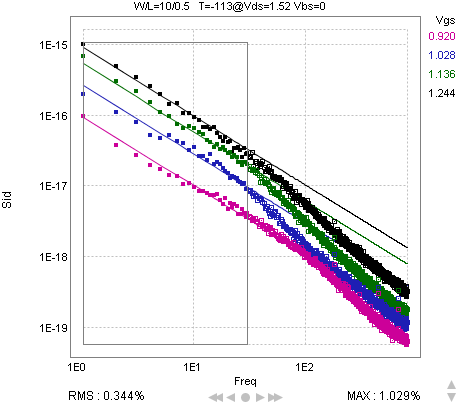 W/L=10/0.5 T=-113@Vds=1.52 Vbs=0
Vgs
0.920
1.028
1.136
1.244
1E-15
1E-16
1E-17
1E-18
1E-19
Sid
1E0 1E1 1E2
Freq
RMS : 0.344% MAX : 1.029%